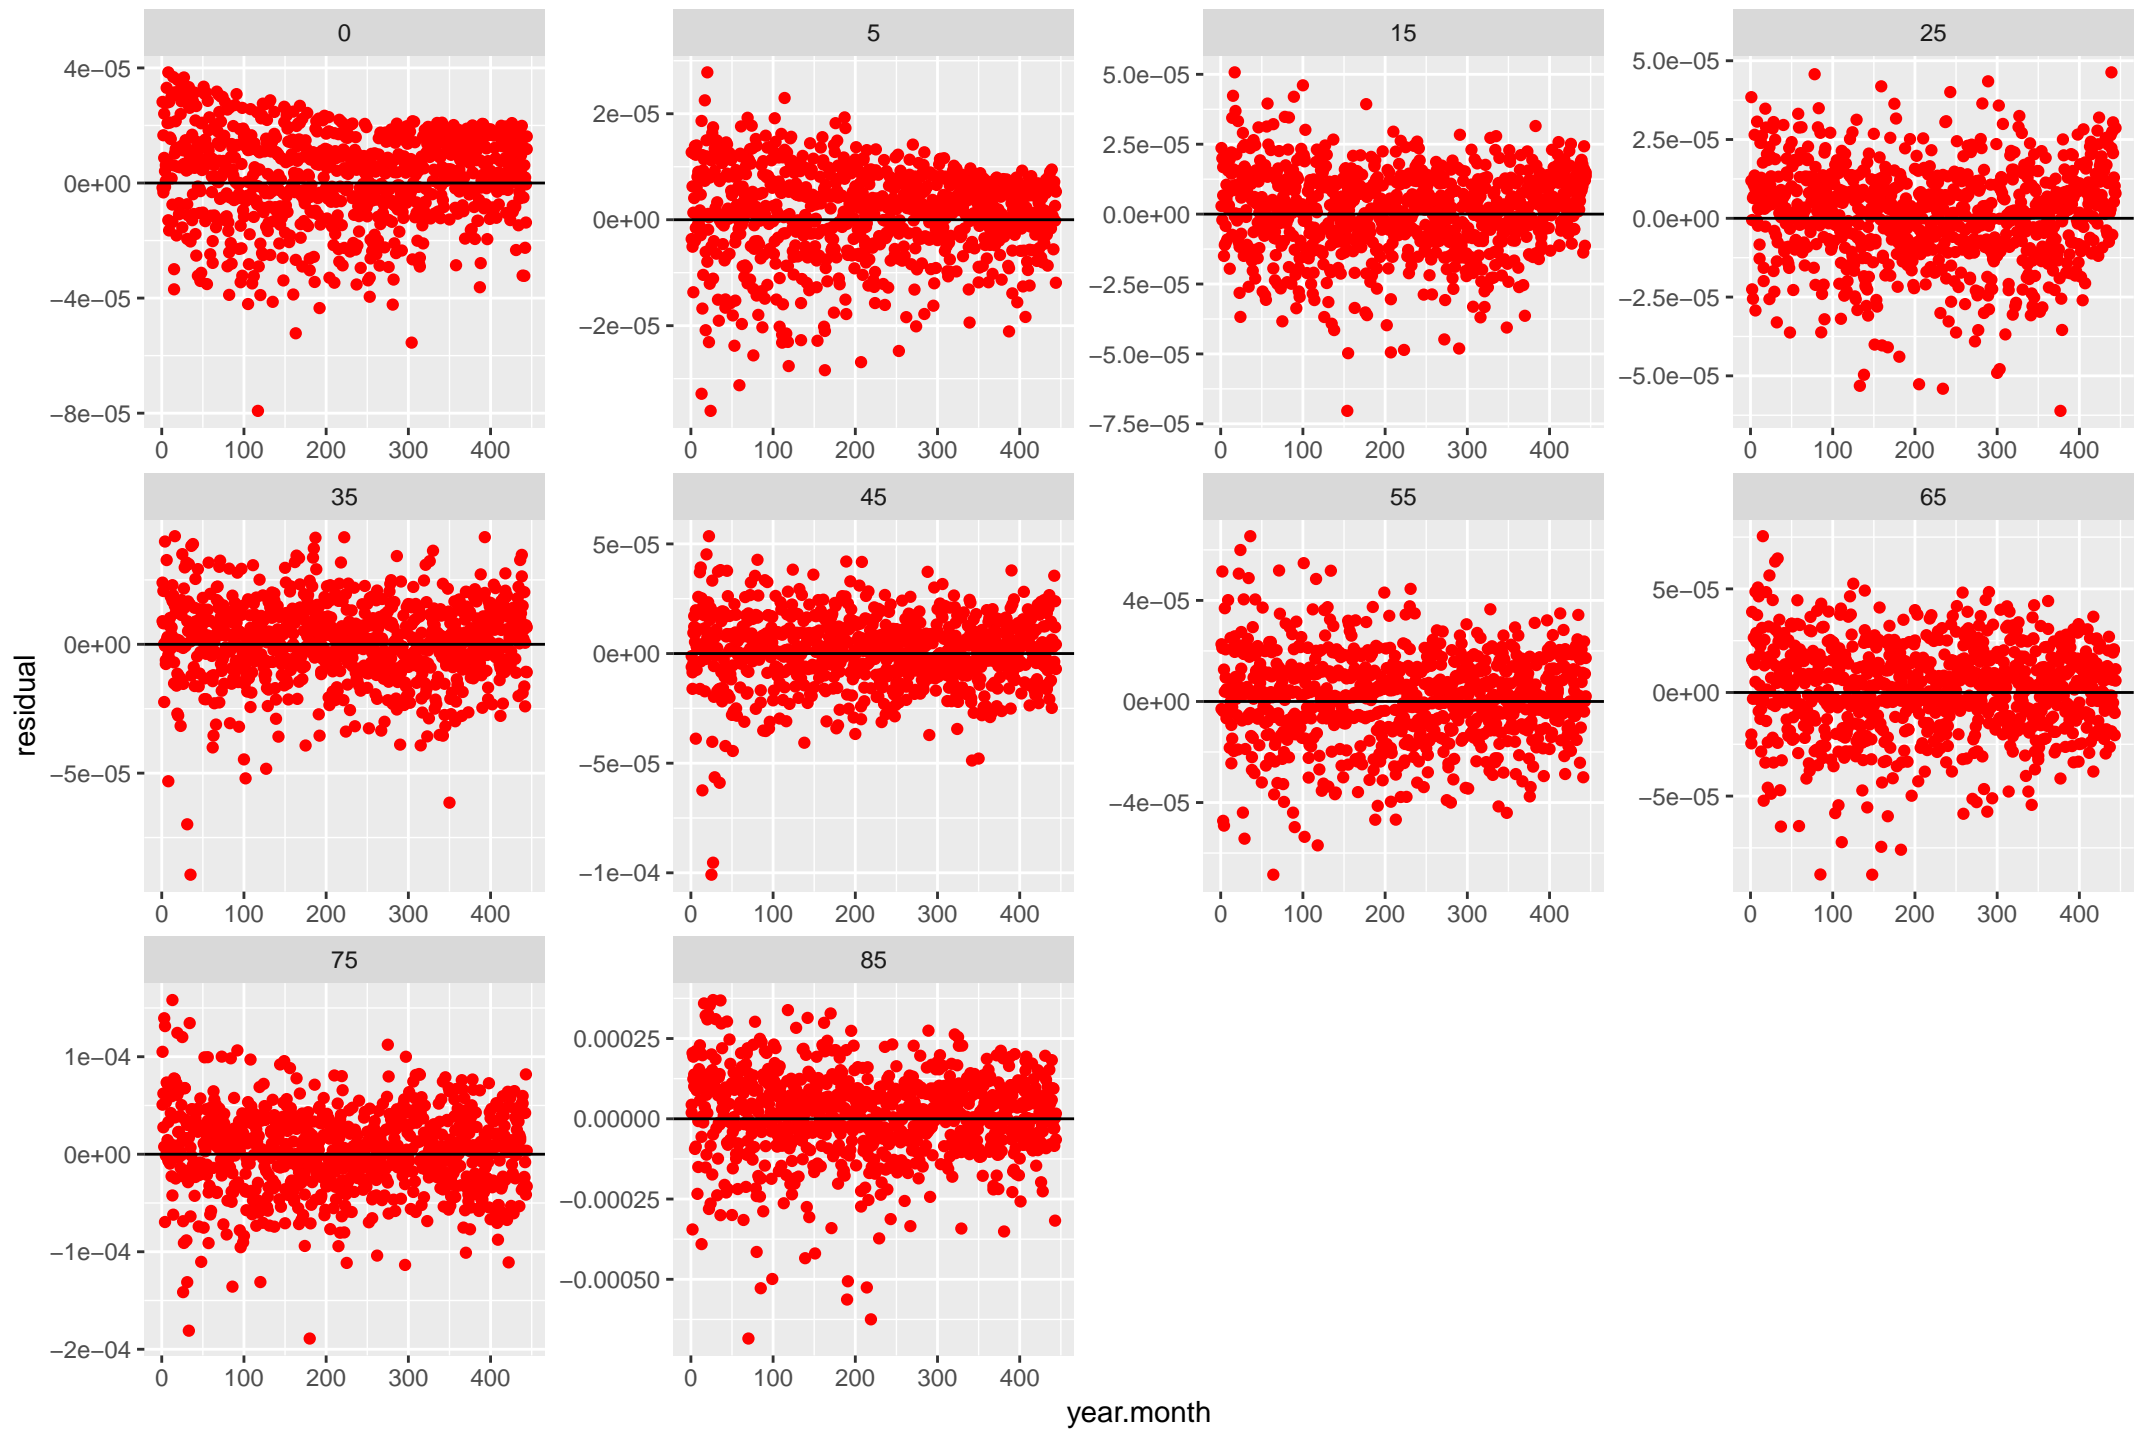 0 5 15 25
4e−05
0e+00
−4e−05
−8e−05
0 100 200 300 400
2e−05
0e+00
−2e−05
0 100 200 300 400
5.0e−05
2.5e−05
0.0e+00
−2.5e−05
−5.0e−05
−7.5e−05
0 100 200 300 400
5.0e−05
2.5e−05
0.0e+00
−2.5e−05
−5.0e−05
0 100 200 300 400
35 45 55 65
0e+00
−5e−05
0 100 200 300 400
5e−05
0e+00
−5e−05
−1e−04
0 100 200 300 400
4e−05
0e+00
−4e−05
0 100 200 300 400
5e−05
0e+00
−5e−05
0 100 200 300 400
75 85
1e−04
0e+00
−1e−04
−2e−04
0 100 200 300 400
0.00025
0.00000
−0.00025
−0.00050
0 100 200 300 400
residual
year.month